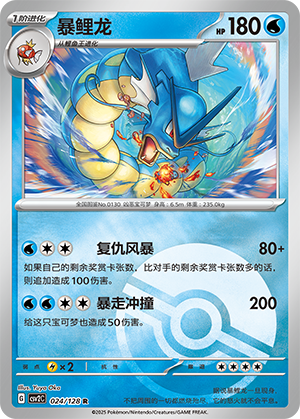 1阶进化
暴鲤龙
HP 180
从鲤鱼王进化
全国图鉴No.0130 凶恶宝可梦 身高：6.5m 体重：235.0kg
复仇风暴 80+
如果自己的剩余奖赏卡张数，比对手的剩余奖赏卡张数多的话，
则追加造成100伤害。
暴走冲撞 200
给这只宝可梦也造成50伤害。
Illus. Tuya Oka
弱点 ×2 抵抗力 撤退
G CSV2C 024/128 R
©2025 Pokémon/Nintendo/Creatures/GAME FREAK.